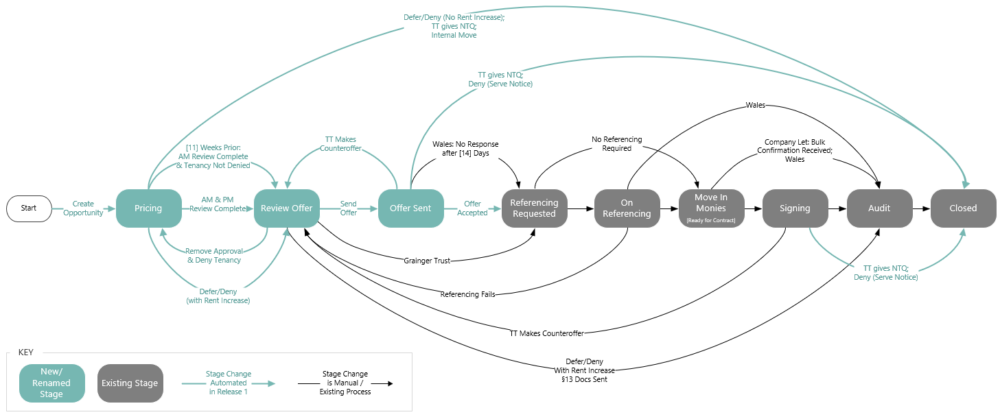 Defer/Deny (No Rent Increase);
TT gives NTQ;
Internal Move
TT gives NTQ;
Deny (Serve Notice)
Wales
[11] Weeks Prior:
AM Review Complete
& Tenancy Not Denied
TT Makes
Counteroffer
Wales: No Response
after [14] Days
No Referencing
Required
Company Let: Bulk
Confirmation Received;
Wales
Start
Create
Opportunity
Pricing
AM & PM
Review Complete
Review Offer
Send
Offer
Offer Sent
Offer
Accepted
Referencing
Requested
On
Referencing
Move In
Monies
[Ready for Contract]
Signing
Audit
Closed
Remove Approval
& Deny Tenancy
Grainger Trust
TT gives NTQ;
Deny (Serve Notice)
Defer/Deny
(with Rent Increase)
Referencing Fails
TT Makes Counteroffer
Defer/Deny
With Rent Increase
§13 Docs Sent
KEY
New/
Renamed
Stage
Existing Stage
Stage Change
Automated
in Release 1
Stage Change
is Manual /
Existing Process